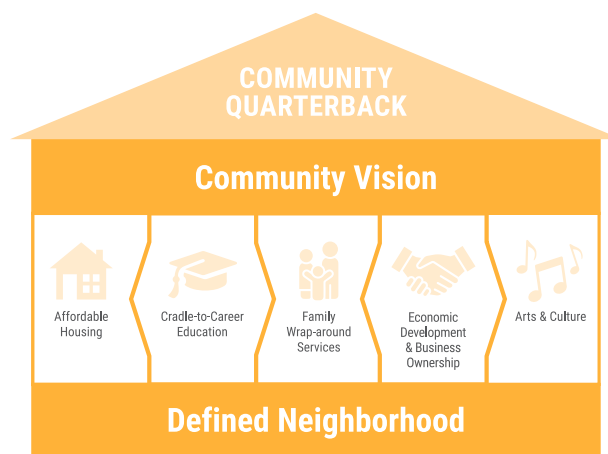 COMMUNITY
QUARTERBACK
Community Vision
Affordable
Housing
Cradle-to-Career
Education
Family
Wrap-around
Services
Economic
Development
& Business
Ownership
Arts & Culture
Defined Neighborhood